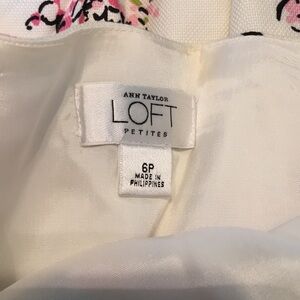 ANN TAYLOR
LOFT
PETITES
6P
MADE IN
PHILIPPINES